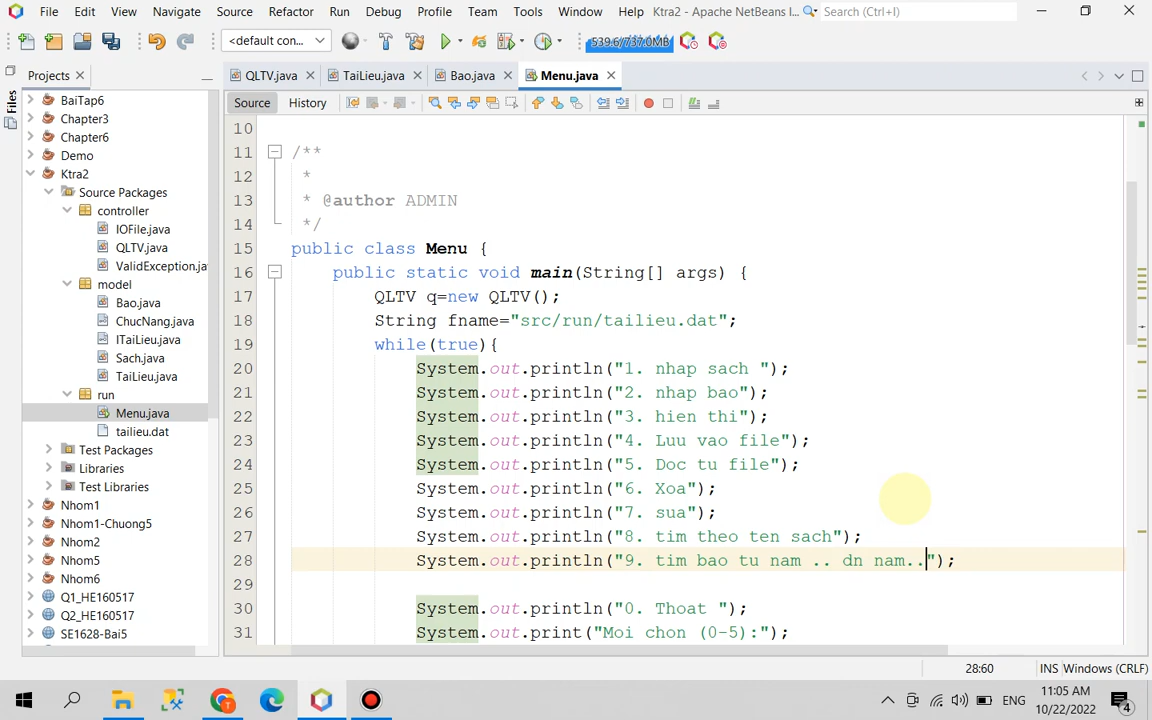 File Edit View Navigate Source Refactor Run Debug Profile Team Tools Window Help Ktra2 - Apache NetBeans I... Search (Ctrl+I)
<default con... 539.6/737.0MB
Projects QLTV.java TaiLieu.java Bao.java Menu.java
Files
Source History
BaiTap6
Chapter3
Chapter6
Demo
Ktra2
Source Packages
controller
IOFile.java
QLTV.java
ValidException.ja
model
Bao.java
ChucNang.java
ITaiLieu.java
Sach.java
TaiLieu.java
run
Menu.java
tailieu.dat
Test Packages
Libraries
Test Libraries
Nhom1
Nhom1-Chuong5
Nhom2
Nhom5
Nhom6
Q1_HE160517
Q2_HE160517
SE1628-Bai5
10
11 /**
12 *
13 * @author ADMIN
14 */
15 public class Menu {
16 public static void main(String[] args) {
17 QLTV q=new QLTV();
18 String fname="src/run/tailieu.dat";
19 while(true){
20 System.out.println("1. nhap sach ");
21 System.out.println("2. nhap bao");
22 System.out.println("3. hien thi");
23 System.out.println("4. Luu vao file");
24 System.out.println("5. Doc tu file");
25 System.out.println("6. Xoa");
26 System.out.println("7. sua");
27 System.out.println("8. tim theo ten sach");
28 System.out.println("9. tim bao tu nam .. dn nam..");
29
30 System.out.println("0. Thoat ");
31 System.out.print("Moi chon (0-5):");
28:60 INS Windows (CRLF)
ENG 11:05 AM
10/22/2022
4